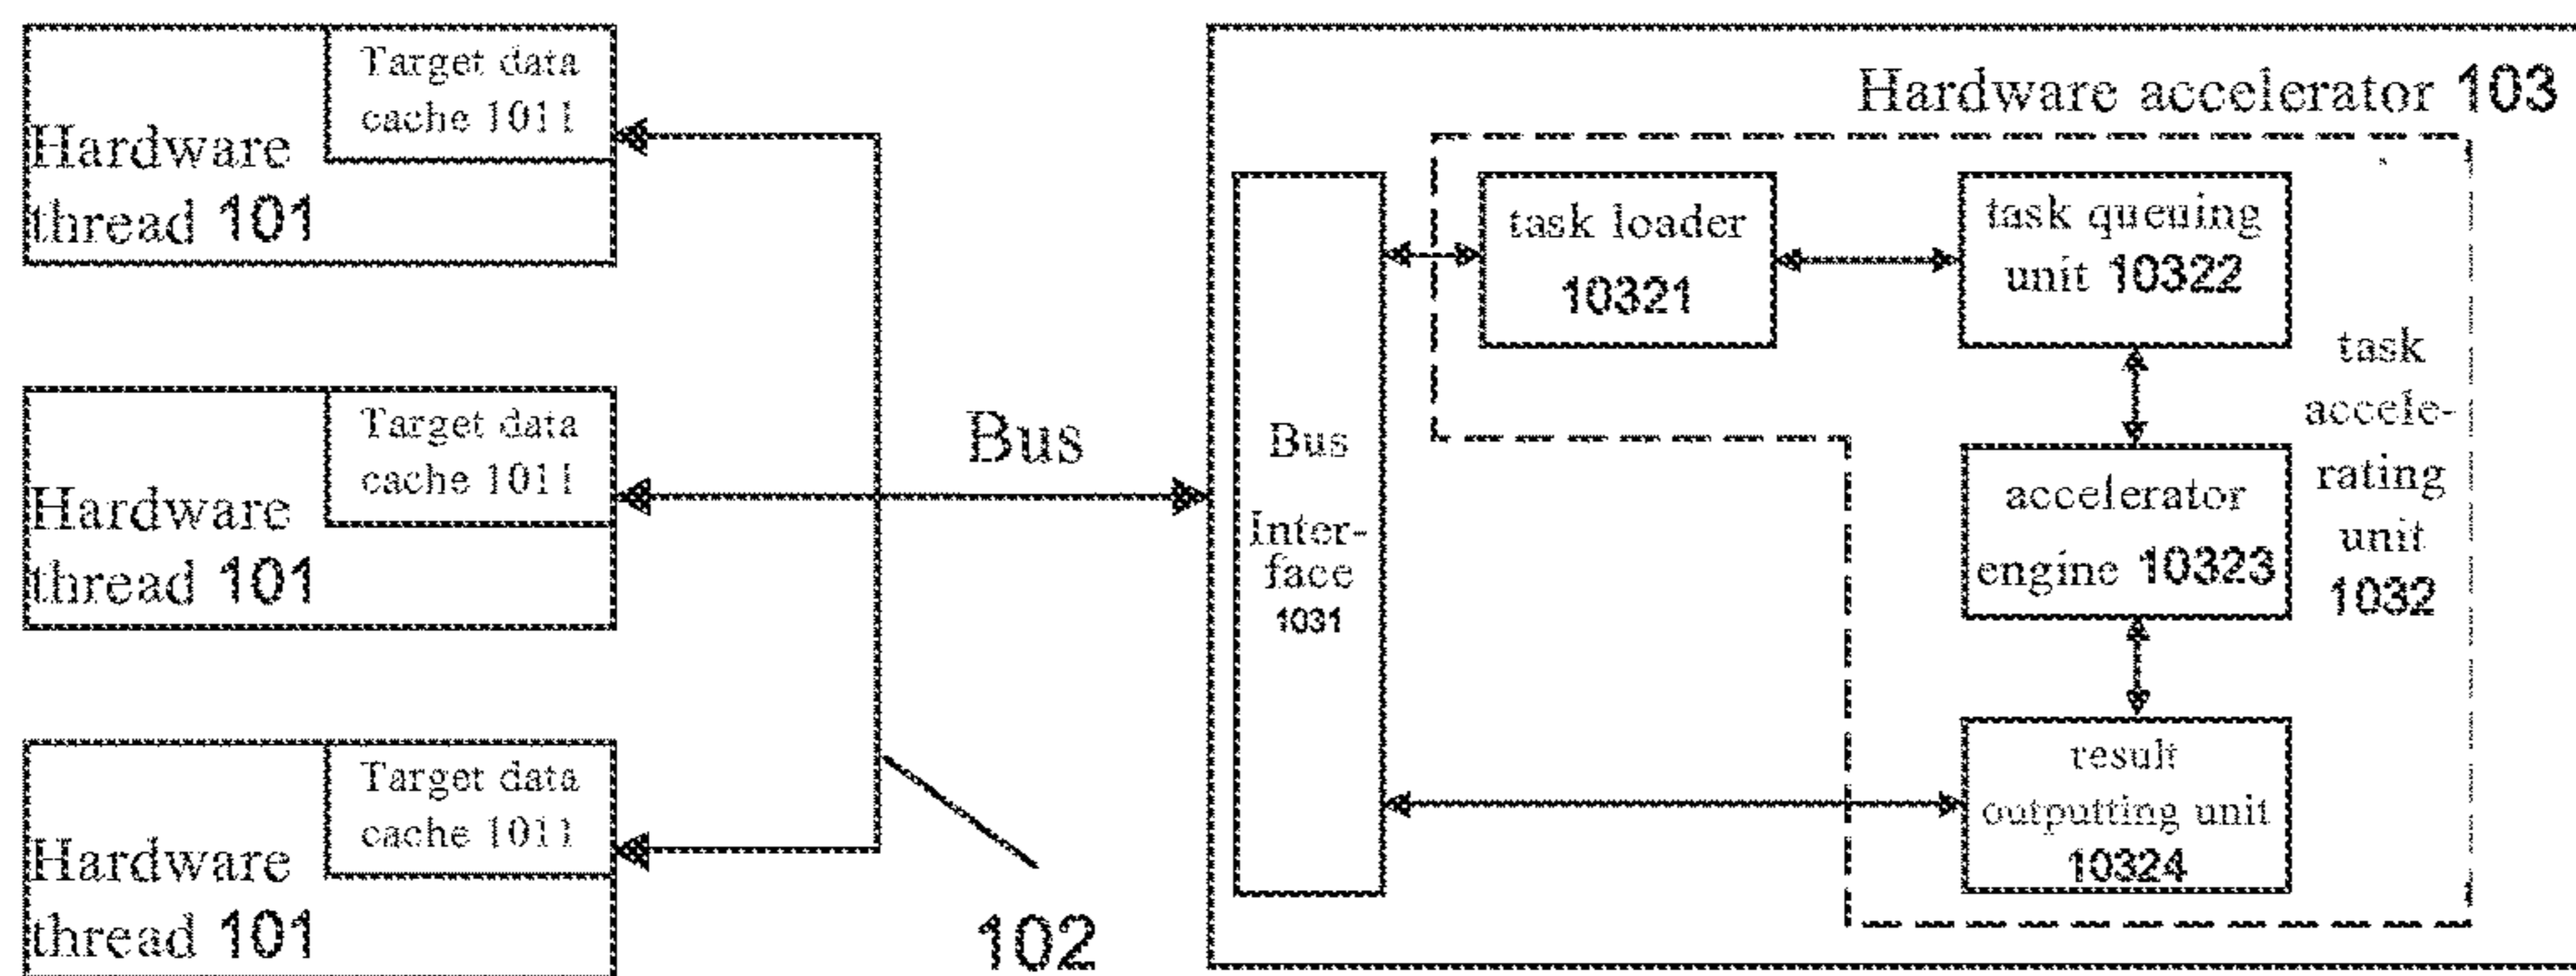 Target data
cache 1011
Hardware
thread 101
Target data
cache 1011
Hardware
thread 101
Target data
cache 1011
Hardware
thread 101
Bus
102
Hardware accelerator 103
Bus
Inter-
face
1031
task loader
10321
task queuing
unit 10322
accelerator
engine 10323
result
outputting unit
10324
task
accele-
rating
unit
1032